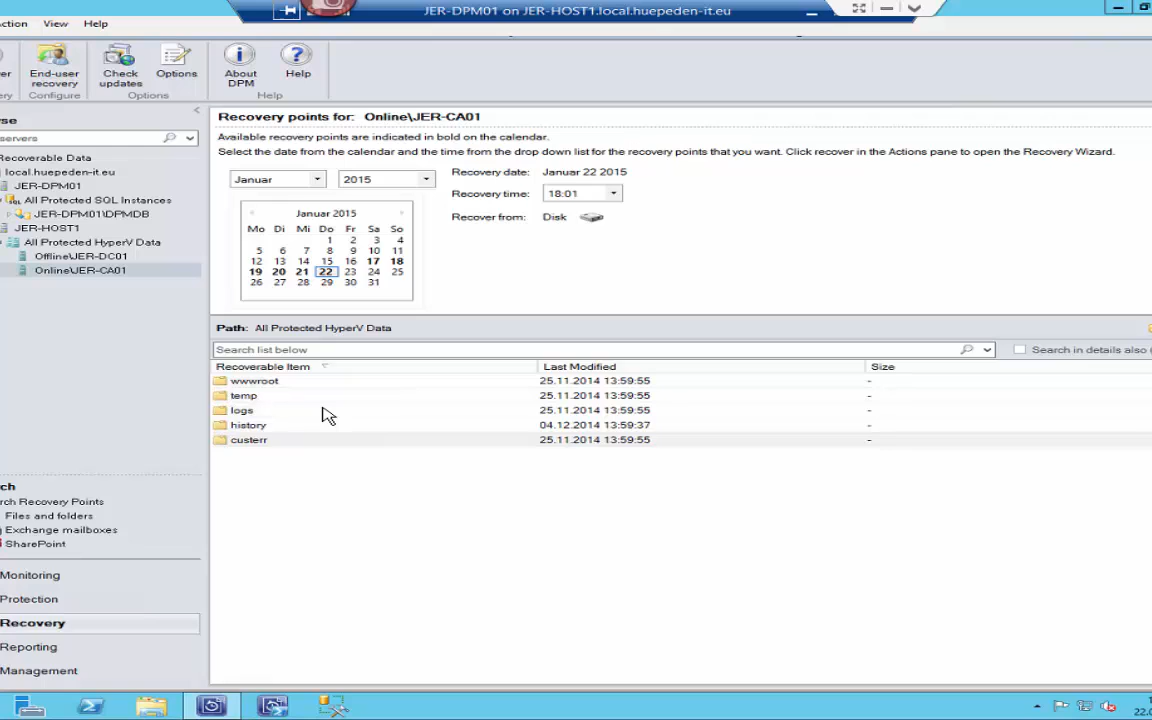 JER-DPM01 on JER-HOST1.local.huepeden-it.eu
ction View Help
er
End-user recovery
Check updates
Options
About DPM
Help
ry
Configure
Options
Help
se
servers
Recoverable Data
local.huepeden-it.eu
JER-DPM01
All Protected SQL Instances
JER-DPM01\DPMDB
JER-HOST1
All Protected HyperV Data
Offline\JER-DC01
Online\JER-CA01
Recovery points for: Online\JER-CA01
Available recovery points are indicated in bold on the calendar.
Select the date from the calendar and the time from the drop down list for the recovery points that you want. Click recover in the Actions pane to open the Recovery Wizard.
Januar 2015
Recovery date: Januar 22 2015
Recovery time: 18:01
Recover from: Disk
Januar 2015
Mo Di Mi Do Fr Sa So
1 2 3 4
5 6 7 8 9 10 11
12 13 14 15 16 17 18
19 20 21 22 23 24 25
26 27 28 29 30 31
Path: All Protected HyperV Data
Search list below
Search in details also (
Recoverable Item Last Modified Size
wwwroot 25.11.2014 13:59:55 -
temp 25.11.2014 13:59:55 -
logs 25.11.2014 13:59:55 -
history 04.12.2014 13:59:37 -
custerr 25.11.2014 13:59:55 -
ch
rch Recovery Points
Files and folders
Exchange mailboxes
SharePoint
Monitoring
Protection
Recovery
Reporting
Management
1
22.0